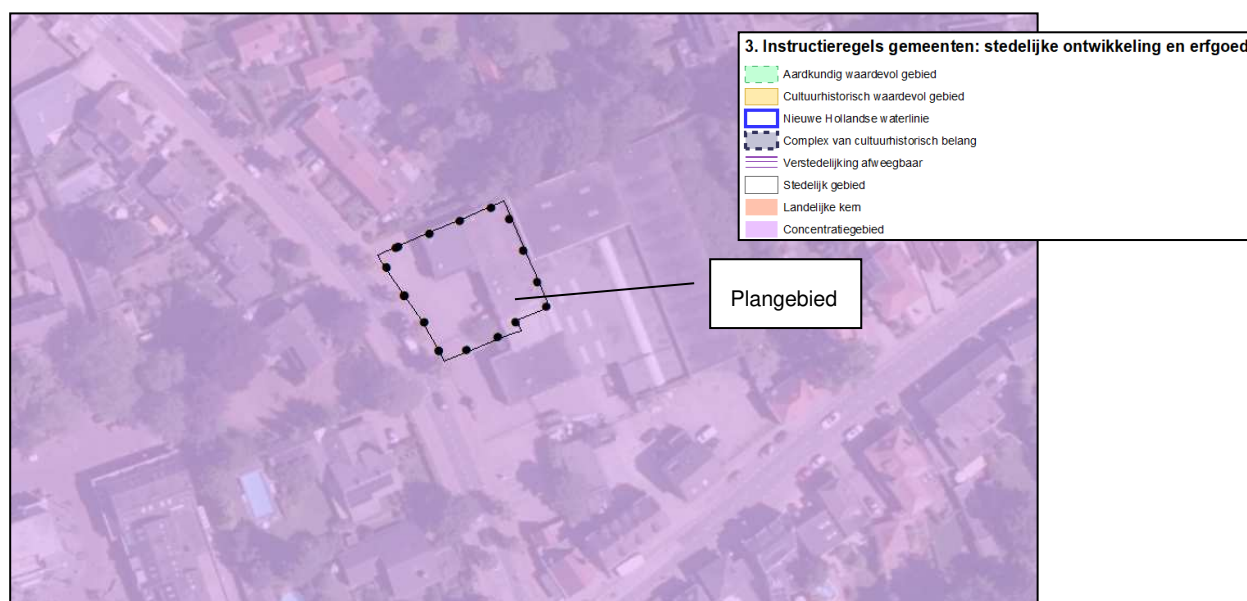 3. Instructieregels gemeenten: stedelijke ontwikkeling en erfgoed
Aardkundig waardevol gebied
Cultuurhistorisch waardevol gebied
Nieuwe Hollandse waterlinie
Complex van cultuurhistorisch belang
Verstedelijking afweegbaar
Stedelijk gebied
Landelijke kern
Concentratiegebied
Plangebied